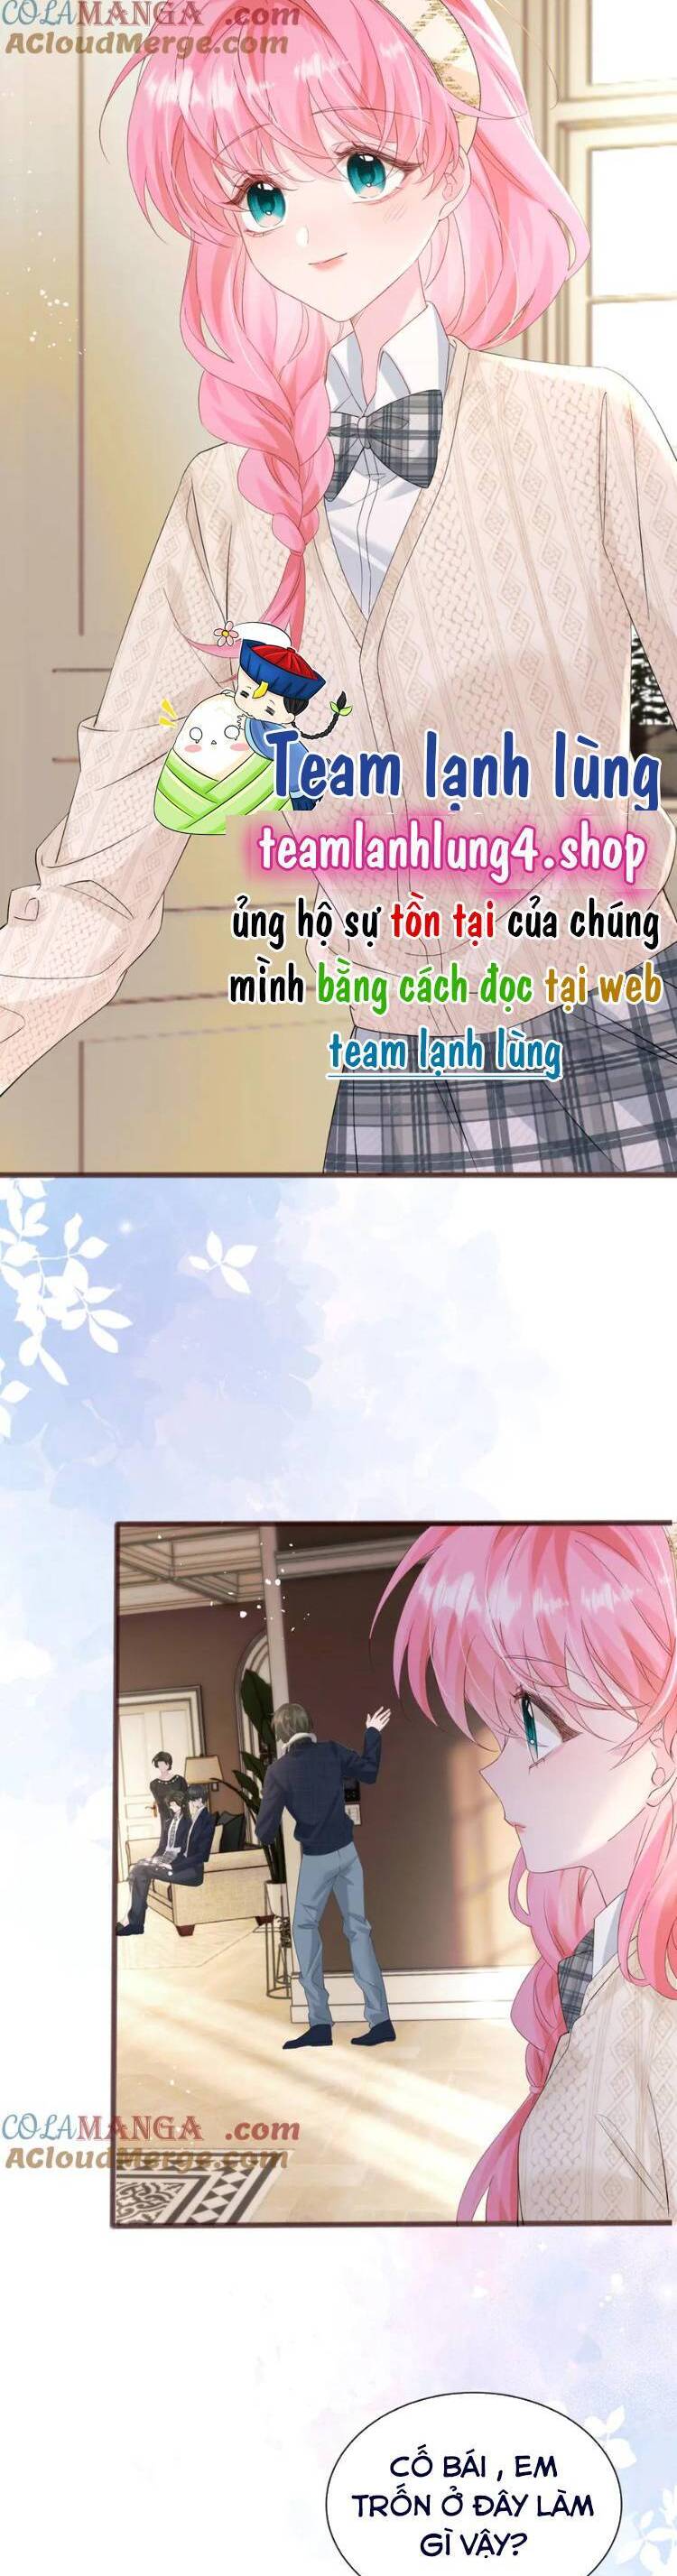 COLAMANGA .com
ACloudMerge.com
Team lạnh lùng
teamlanhlung4.shop
ủng hộ sự tồn tại của chúng
mình bằng cách đọc tại web
team lạnh lùng
COLAMANGA .com
ACloudMerge.com
CỐ BÁI , EM
TRỐN Ở ĐÂY LÀM
GÌ VẬY?